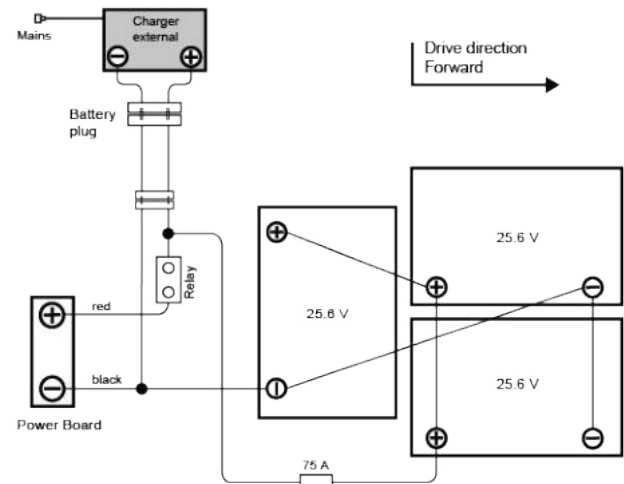 Charger
external
Mains
Drive direction
Forward
Battery
plug
25.6 V
Relay
25.6 V
red
25.6 V
black
Power Board
75 A